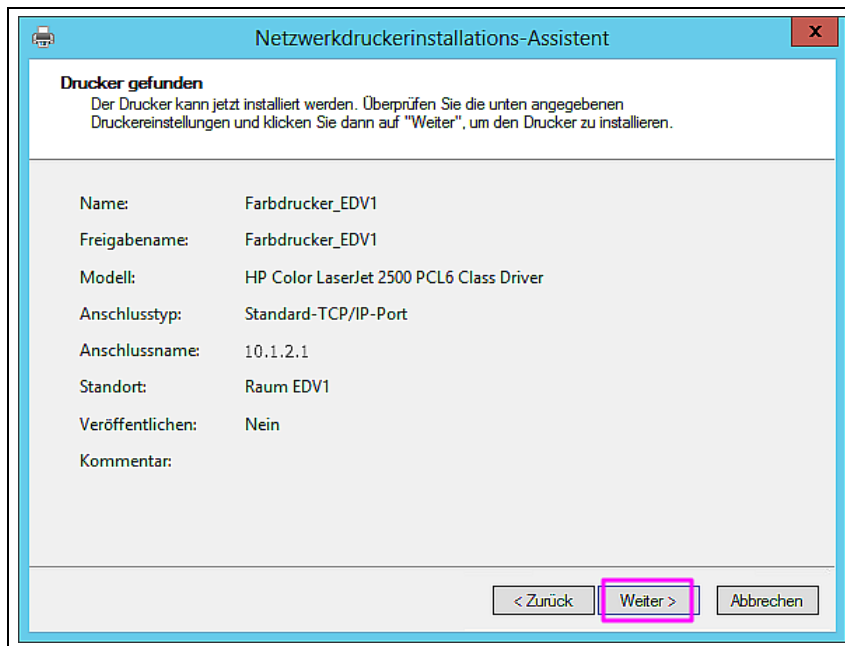 Netzwerkdruckerinstallations-Assistent
x
Drucker gefunden
Der Drucker kann jetzt installiert werden. Überprüfen Sie die unten angegebenen
Druckereinstellungen und klicken Sie dann auf "Weiter", um den Drucker zu installieren.
Name: Farbdrucker_EDV1
Freigabename: Farbdrucker_EDV1
Modell: HP Color LaserJet 2500 PCL6 Class Driver
Anschlusstyp: Standard-TCP/IP-Port
Anschlussname: 10.1.2.1
Standort: Raum EDV1
Veröffentlichen: Nein
Kommentar:
< Zurück Weiter > Abbrechen